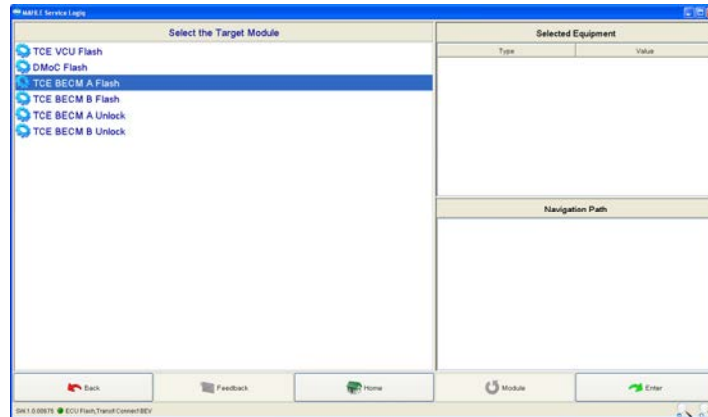 MAHLE Service Logiq
Select the Target Module
TCE VCU Flash
DMoC Flash
TCE BECM A Flash
TCE BECM B Flash
TCE BECM A Unlock
TCE BECM B Unlock
Selected Equipment
Type Value
Navigation Path
Back Feedback Home Module Enter
ECU Flash,Transit Connect BEV